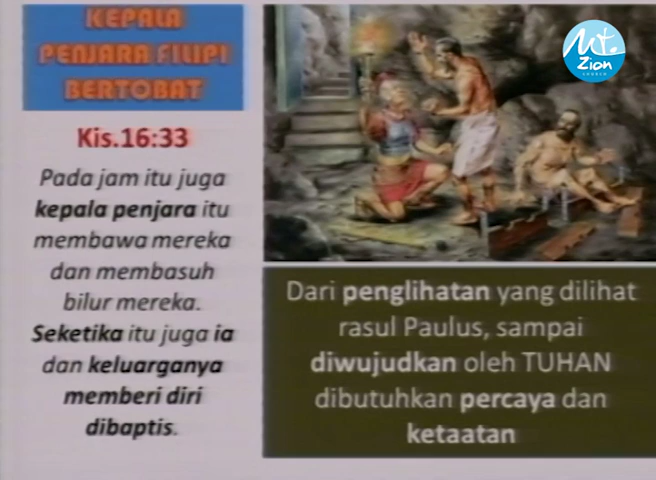 KEPALA
PENJARA FILIPI
BERTOBAT
Kis.16:33
Pada jam itu juga
kepala penjara itu
membawa mereka
dan membasuh
bilur mereka.
Seketika itu juga ia
dan keluarganya
memberi diri
dibaptis.
Mt.
Zion
CHURCH
Dari penglihatan yang dilihat
rasul Paulus, sampai
diwujudkan oleh TUHAN
dibutuhkan percaya dan
ketaatan